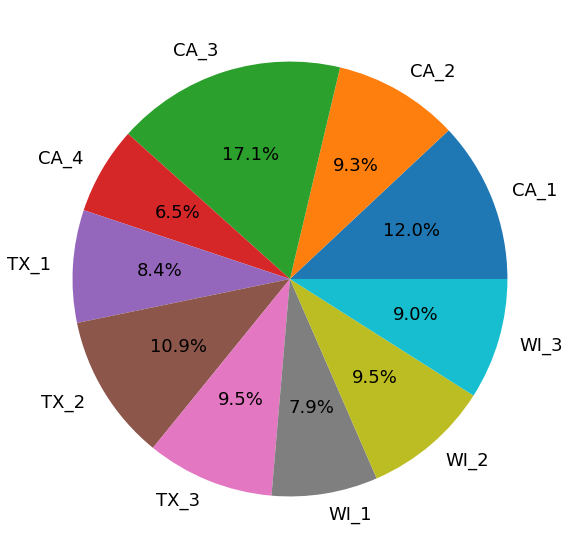 CA_3
CA_2
17.1%
9.3%
CA_4
CA_1
6.5%
12.0%
TX_1
8.4%
9.0%
WI_3
10.9%
9.5%
TX_2
9.5%
7.9%
WI_2
TX_3
WI_1